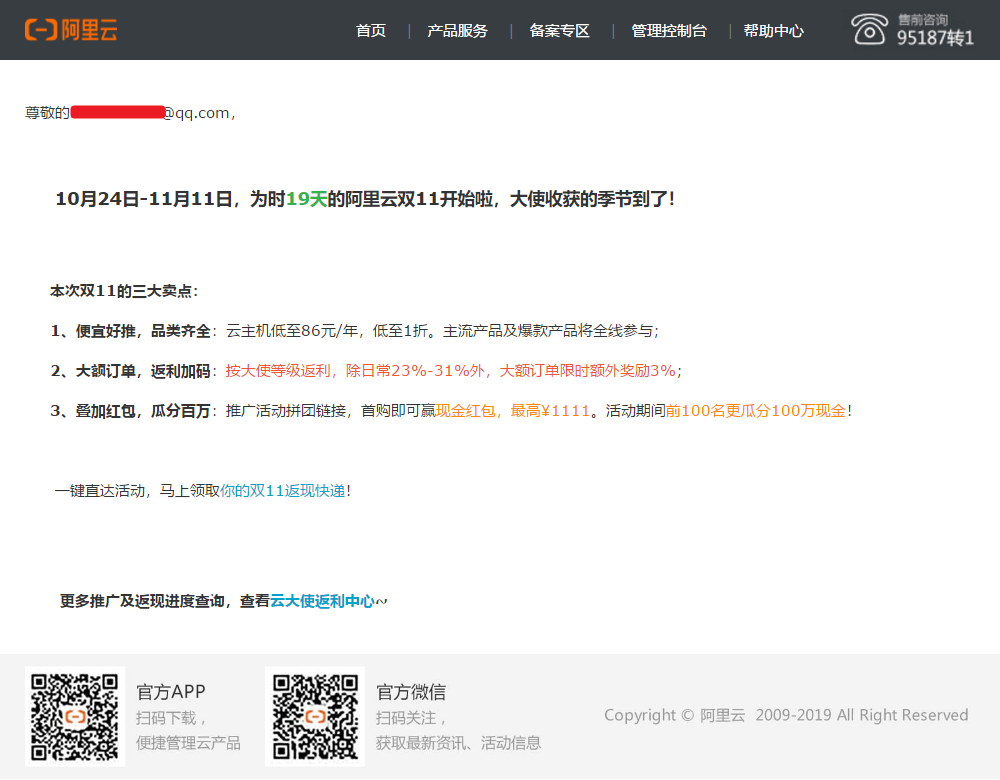 阿里云
首页 | 产品服务 | 备案专区 | 管理控制台 | 帮助中心
售前咨询
95187转1
尊敬的@qq.com，
10月24日-11月11日，为时19天的阿里云双11开始啦，大使收获的季节到了！
本次双11的三大卖点：
1、便宜好推，品类齐全：云主机低至86元/年，低至1折。主流产品及爆款产品将全线参与；
2、大额订单，返利加码：按大使等级返利，除日常23%-31%外，大额订单限时额外奖励3%；
3、叠加红包，瓜分百万：推广活动拼团链接，首购即可赢现金红包，最高¥1111。活动期间前100名更瓜分100万现金！
一键直达活动，马上领取你的双11返现快递！
更多推广及返现进度查询，查看云大使返利中心~
官方APP
扫码下载，
便捷管理云产品
官方微信
扫码关注，
获取最新资讯、活动信息
Copyright © 阿里云 2009-2019 All Right Reserved